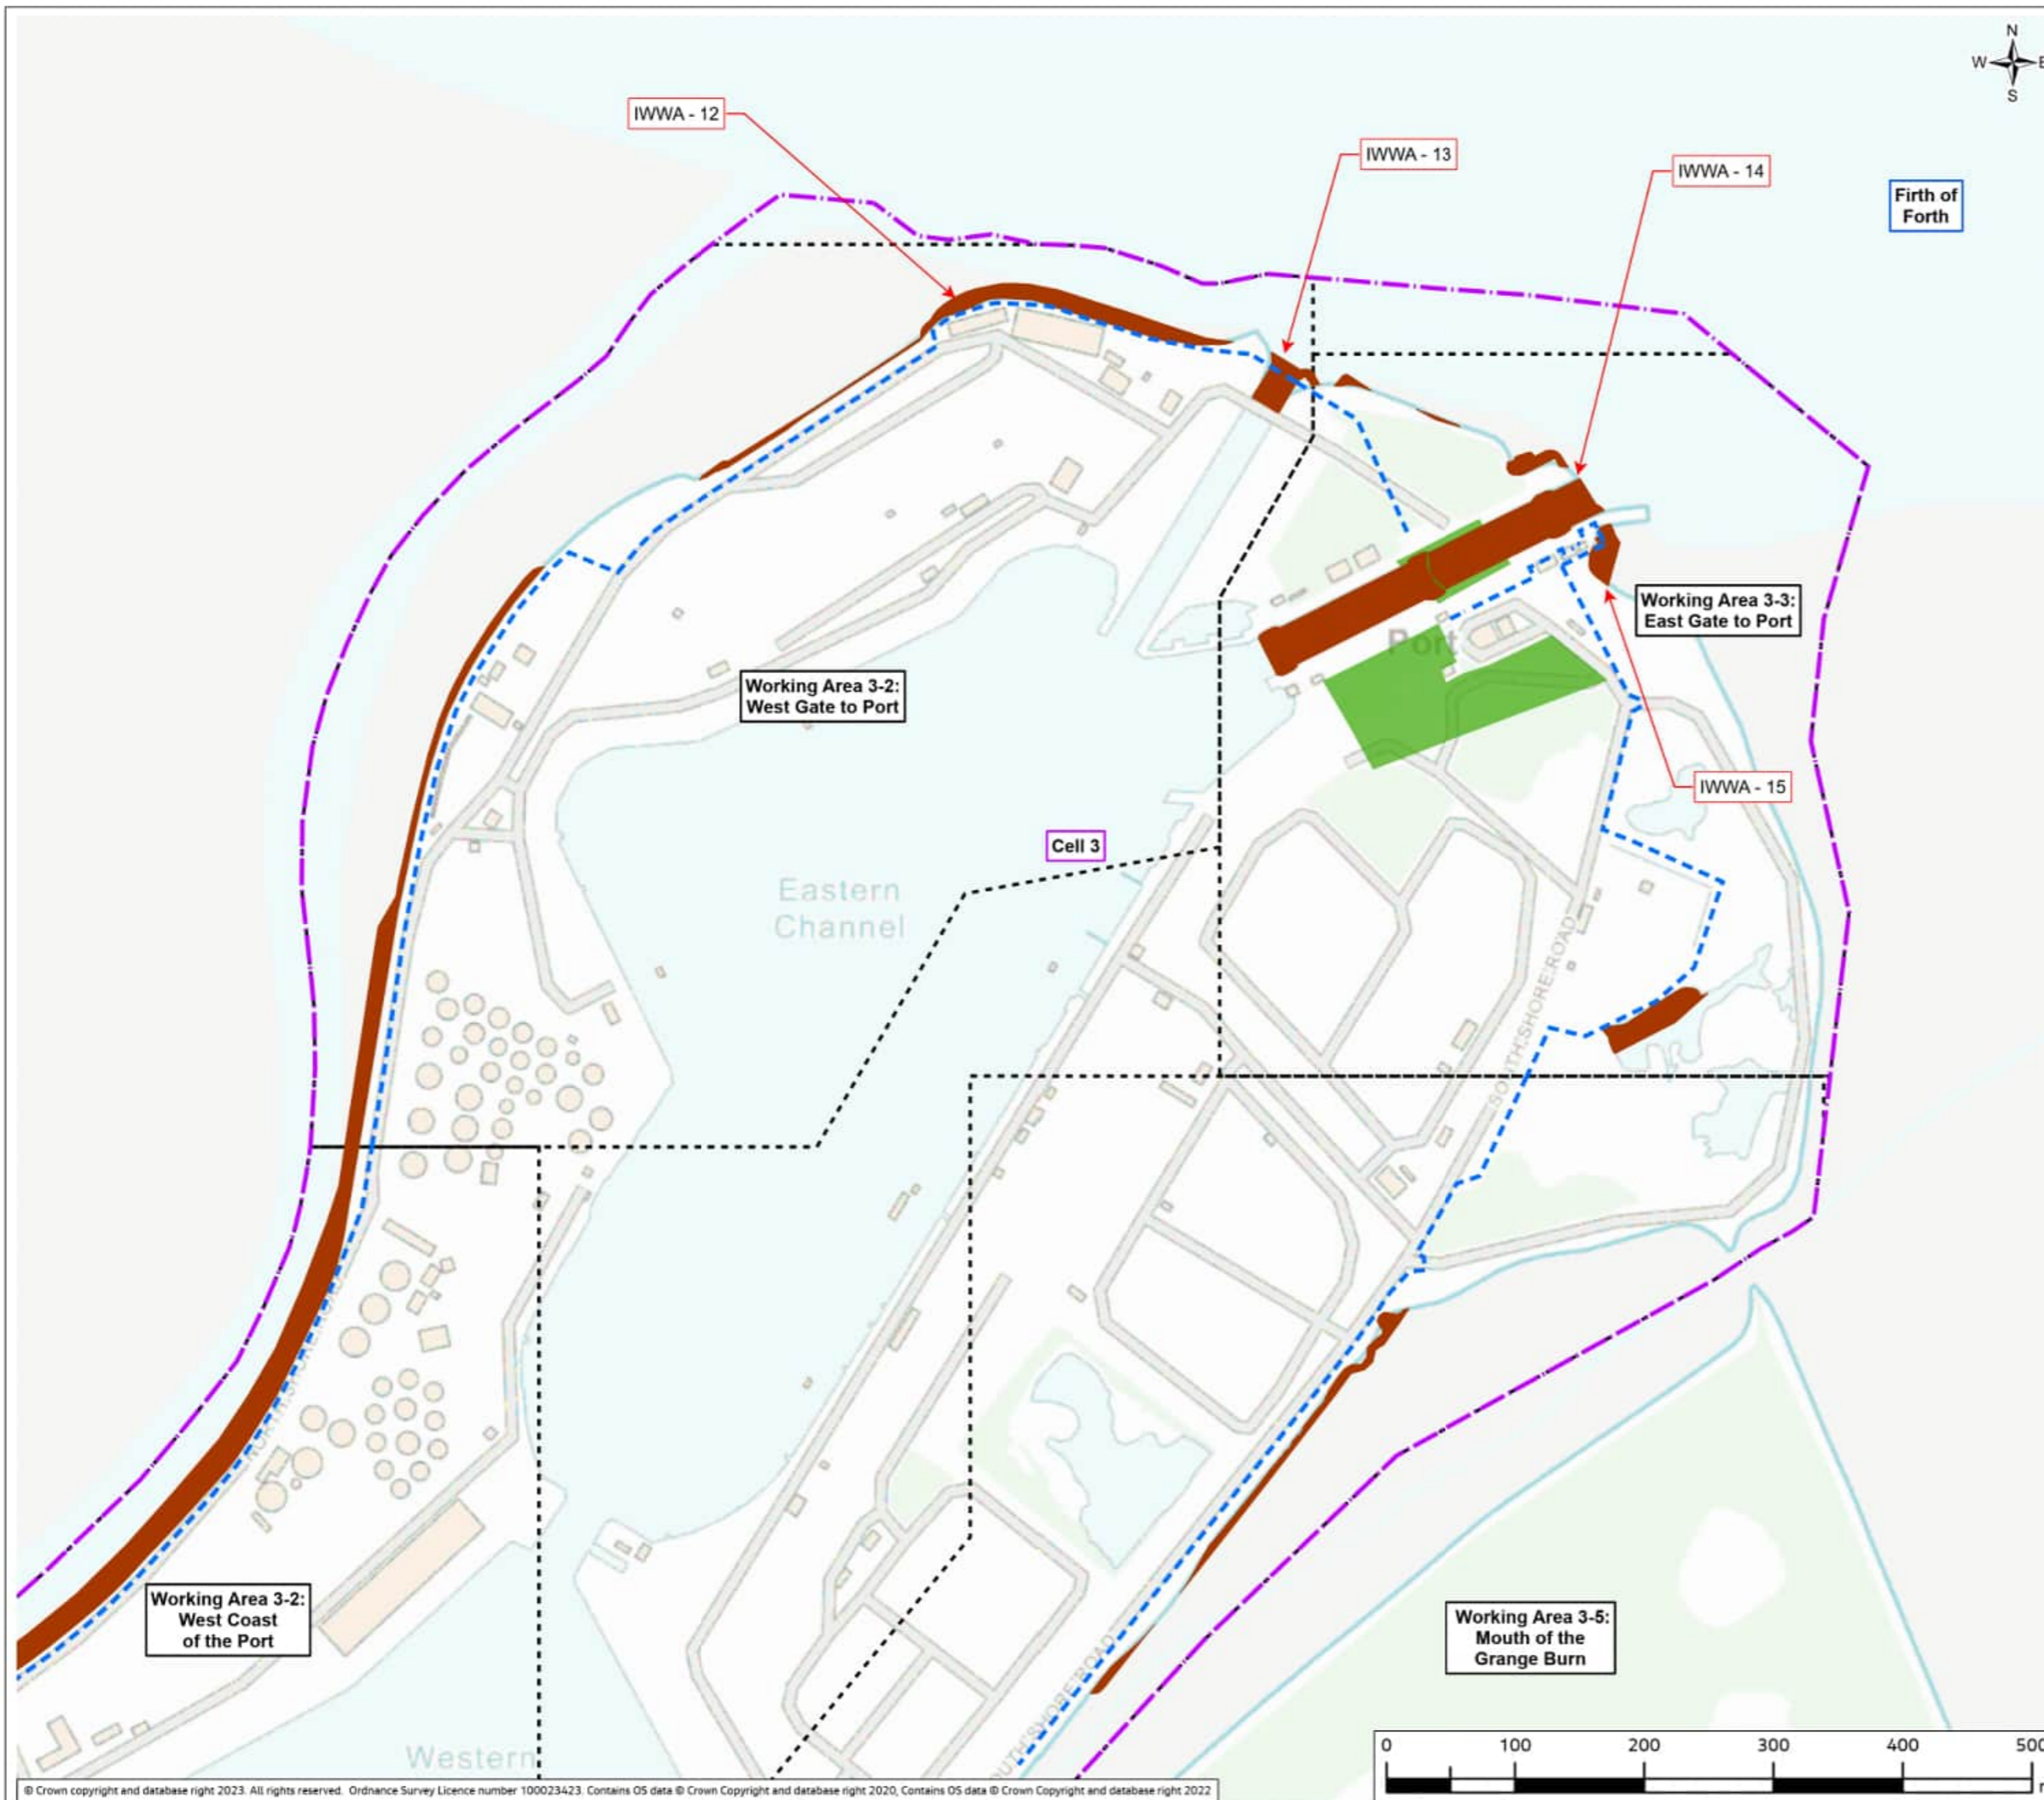 N
W
E
S
IWWA - 12
IWWA - 13
IWWA - 14
Firth of
Forth
Working Area 3-3:
East Gate to Port
Port
Working Area 3-2:
West Gate to Port
IWWA - 15
Cell 3
Eastern
Channel
SOUTH SHORE ROAD
Working Area 3-2:
West Coast
of the Port
Working Area 3-5:
Mouth of the
Grange Burn
SOUTH SHORE ROAD
Western
0 100 200 300 400 500
© Crown copyright and database right 2023. All rights reserved. Ordnance Survey Licence number 100023423. Contains OS data © Crown Copyright and database right 2020, Contains OS data © Crown Copyright and database right 2022